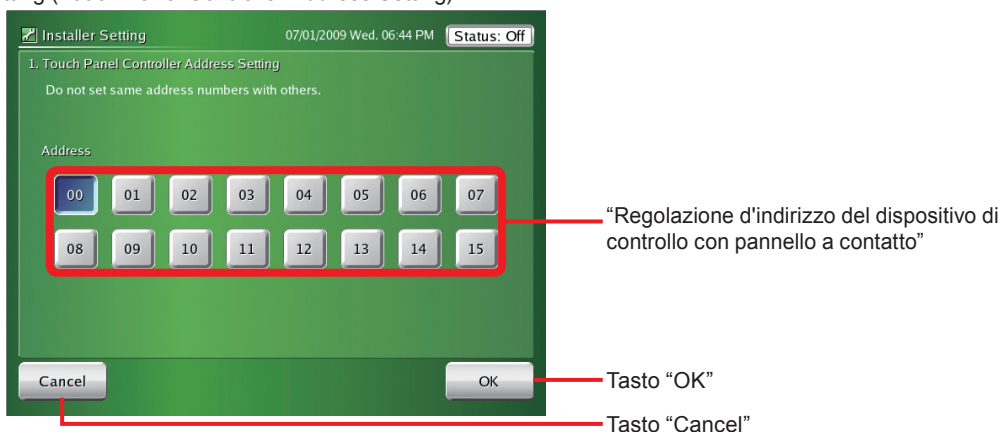 Installer Setting 07/01/2009 Wed. 06:44 PM Status: Off
1. Touch Panel Controller Address Setting
Do not set same address numbers with others.
Address
00 01 02 03 04 05 06 07
08 09 10 11 12 13 14 15
“Regolazione d'indirizzo del dispositivo di
controllo con pannello a contatto”
Cancel OK
Tasto “OK”
Tasto “Cancel”